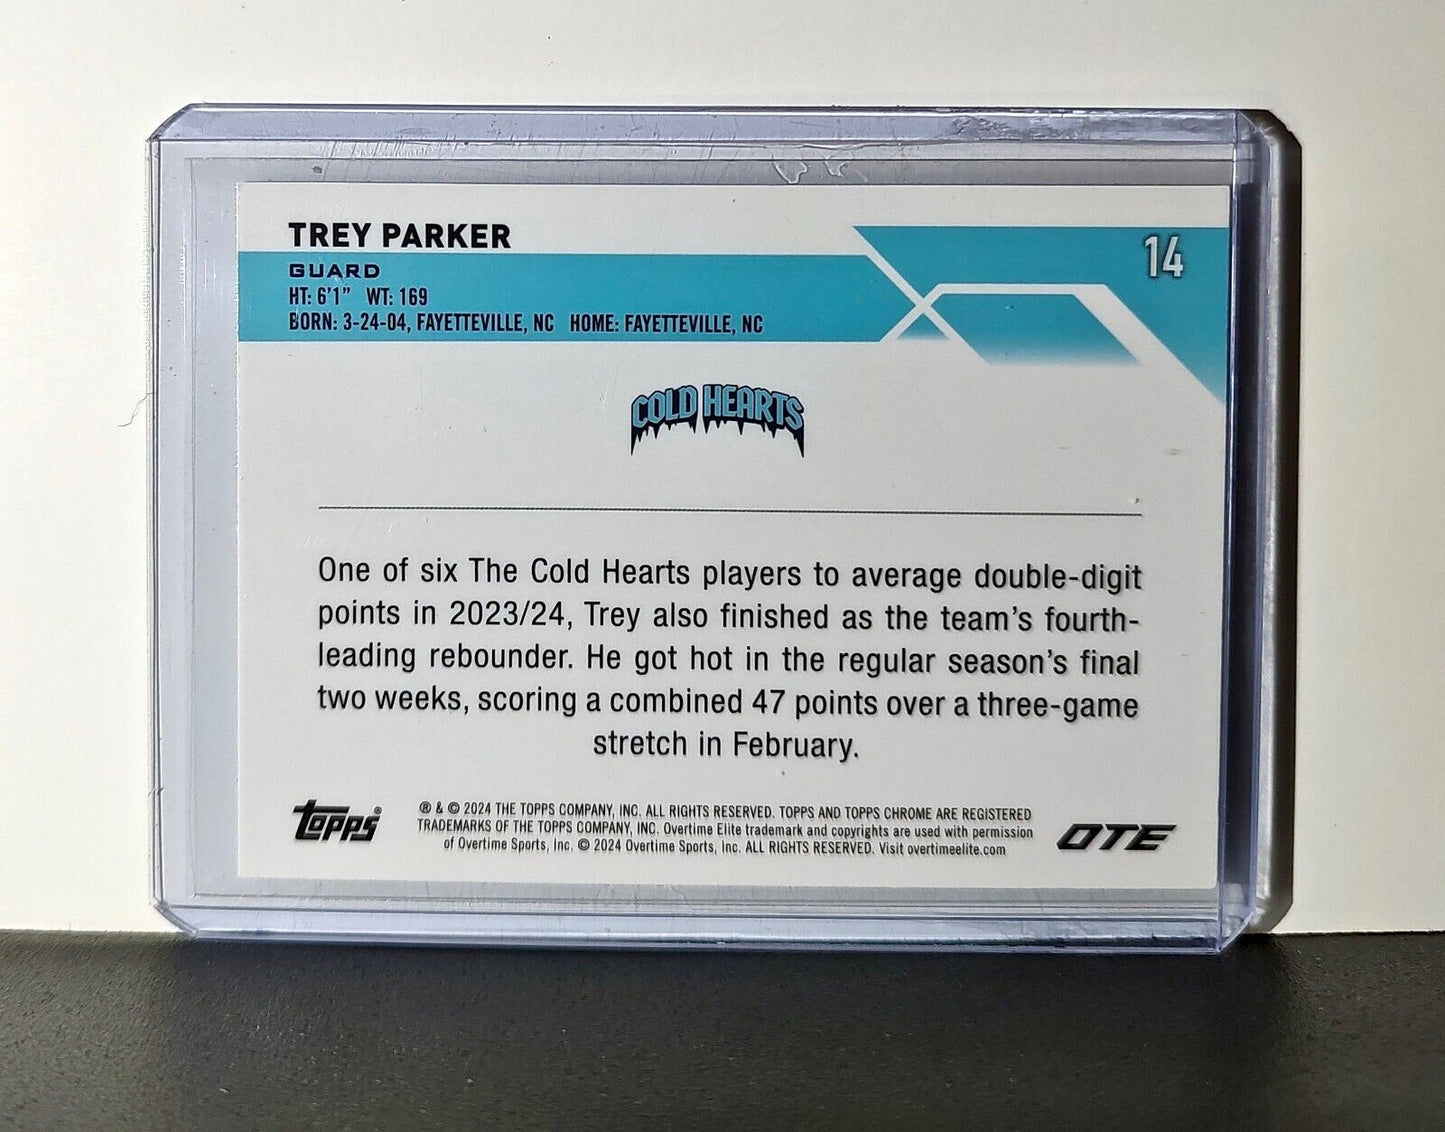 TREY PARKER
14
GUARD
HT: 6'1" WT: 169
BORN: 3-24-04, FAYETTEVILLE, NC HOME: FAYETTEVILLE, NC
COLD HEARTS
One of six The Cold Hearts players to average double-digit
points in 2023/24, Trey also finished as the team's fourth-
leading rebounder. He got hot in the regular season's final
two weeks, scoring a combined 47 points over a three-game
stretch in February.
Topps®
® & © 2024 THE TOPPS COMPANY, INC. ALL RIGHTS RESERVED. TOPPS AND TOPPS CHROME ARE REGISTERED
TRADEMARKS OF THE TOPPS COMPANY, INC. Overtime Elite trademark and copyrights are used with permission
of Overtime Sports, Inc. © 2024 Overtime Sports, Inc. ALL RIGHTS RESERVED. Visit overtimeelite.com
OTE